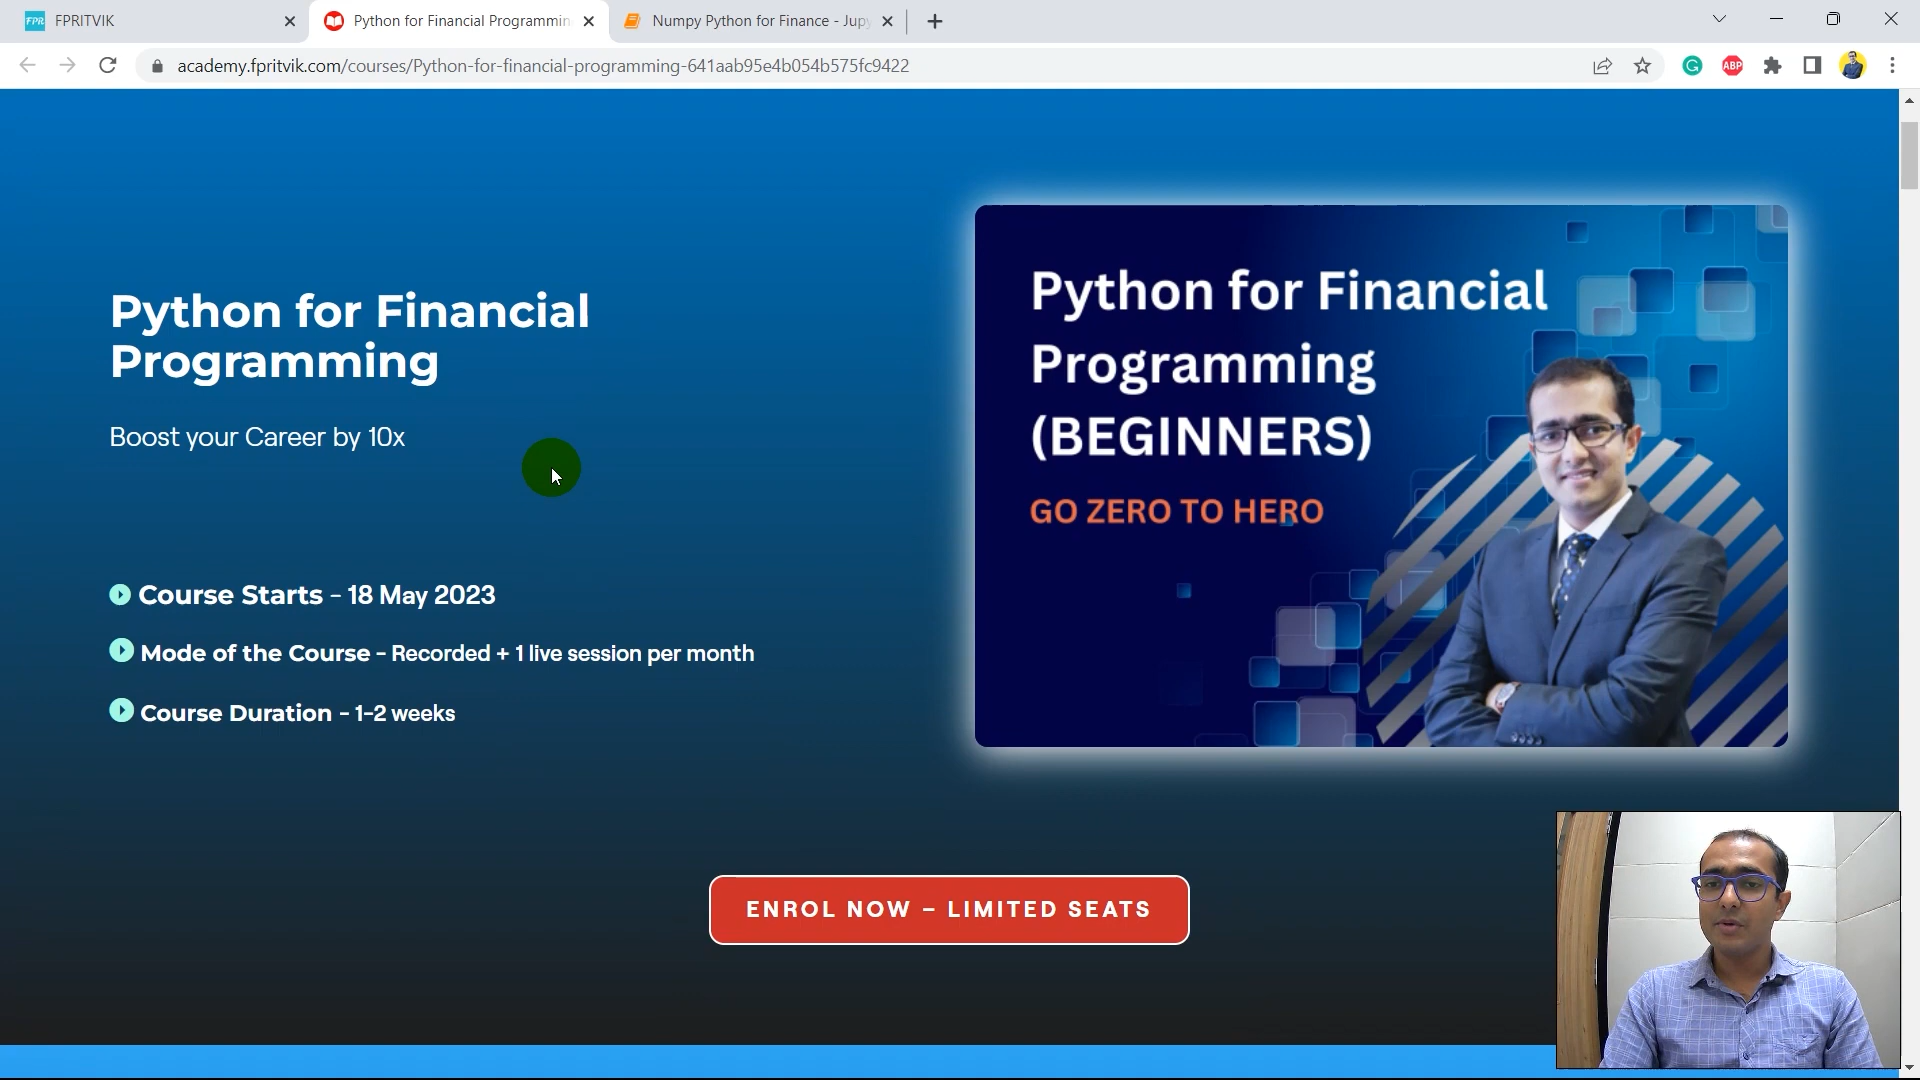 FPR FPRITVIK
Python for Financial Programmin
Numpy Python for Finance - Jupy
academy.fpritvik.com/courses/Python-for-financial-programming-641aab95e4b054b575fc9422
ABP
Python for Financial
Programming
Boost your Career by 10x
Course Starts - 18 May 2023
Mode of the Course - Recorded + 1 live session per month
Course Duration - 1-2 weeks
Python for Financial
Programming
(BEGINNERS)
GO ZERO TO HERO
ENROL NOW – LIMITED SEATS